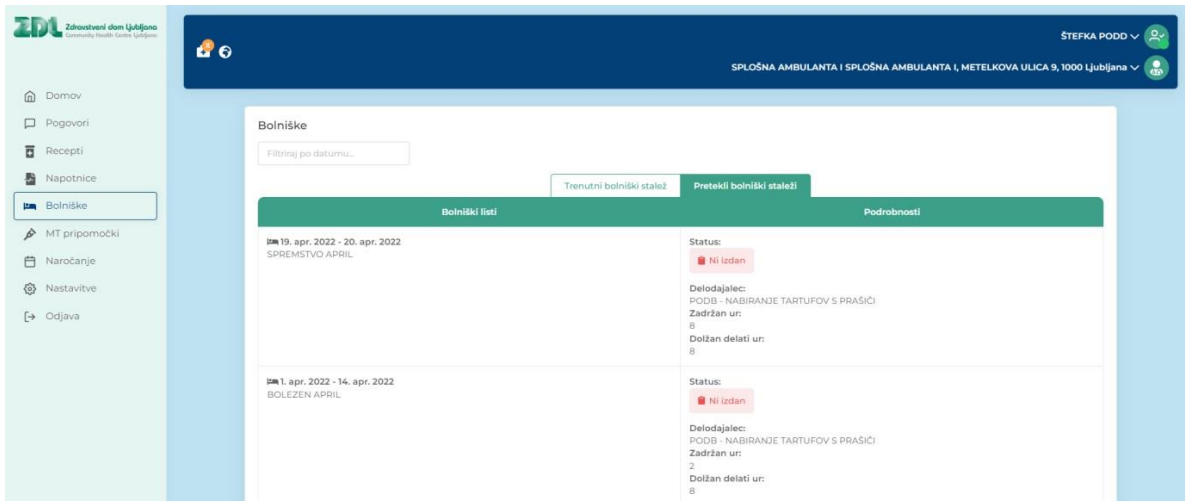 ZDL Zdravstveni dom Ljubljana
Community Health Centre Ljubljana
ŠTEFKA PODD
SPLOŠNA AMBULANTA I SPLOŠNA AMBULANTA I, METELKOVA ULICA 9, 1000 Ljubljana
Domov
Pogovori
Recepti
Napotnice
Bolniške
MT pripomočki
Naročanje
Nastavitve
Odjava
Bolniške
Filtriraj po datumu...
Trenutni bolniški stalež Pretekli bolniški staleži
Bolniški listi Podrobnosti
19. apr. 2022 - 20. apr. 2022
SPREMSTVO APRIL
Status:
Ni izdan
Delodajalec:
PODB - NABIRANJE TARTUFOV S PRAŠIČI
Zadržan ur:
8
Dolžan delati ur:
8
1. apr. 2022 - 14. apr. 2022
BOLEZEN APRIL
Status:
Ni izdan
Delodajalec:
PODB - NABIRANJE TARTUFOV S PRAŠIČI
Zadržan ur:
2
Dolžan delati ur:
8